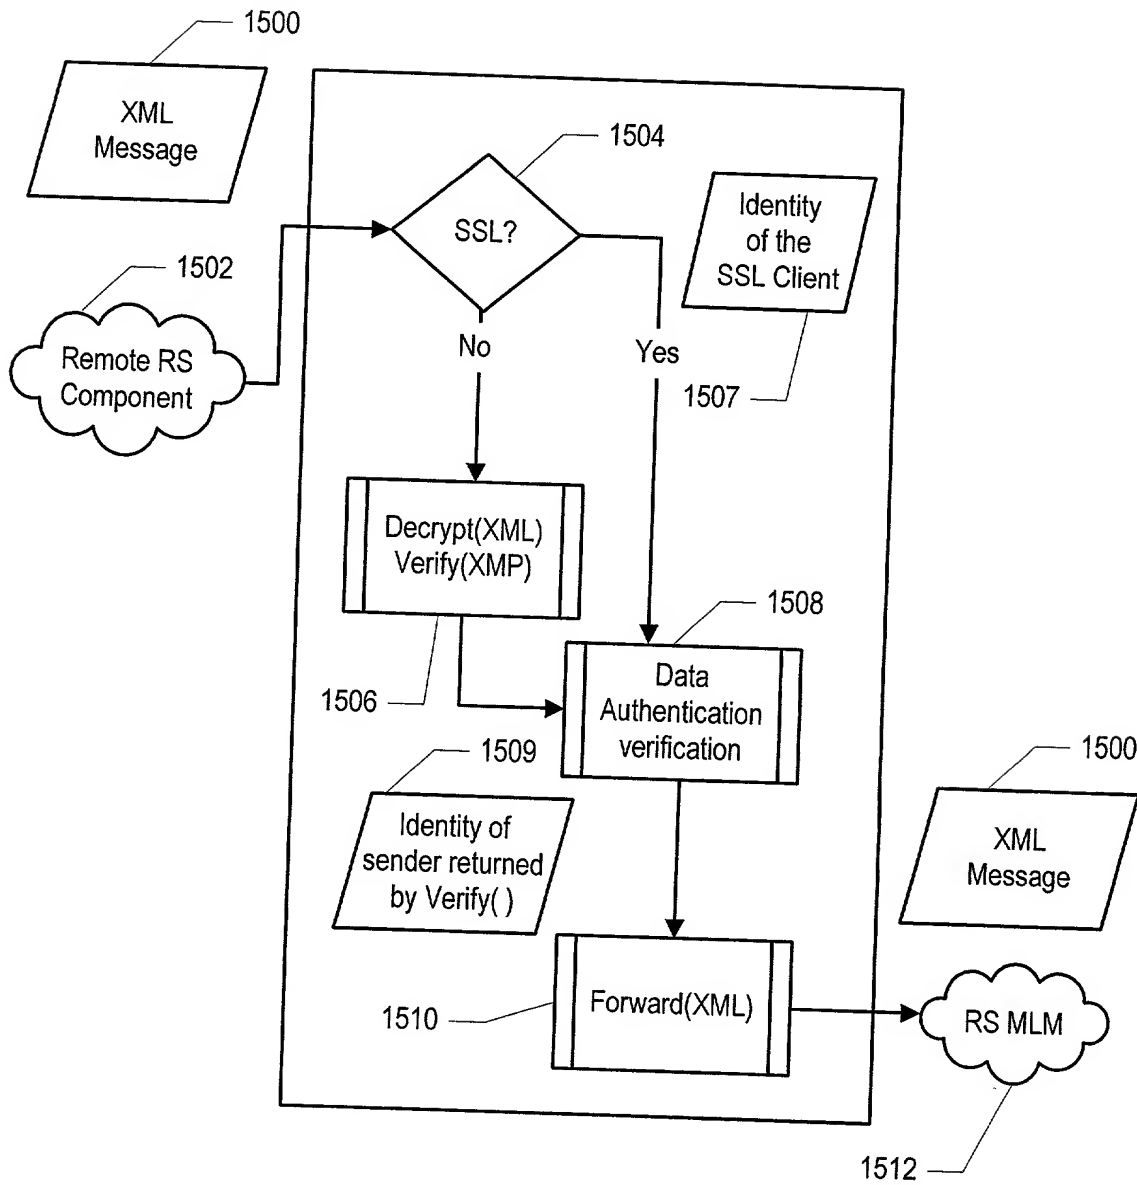 1500
XML
Message
1504
SSL?
Identity
of the
SSL Client
1502
Remote RS
Component
No
Yes
1507
Decrypt(XML)
Verify(XMP)
1508
1506
Data
Authentication
verification
1509
1500
Identity of
sender returned
by Verify( )
XML
Message
1510
Forward(XML)
RS MLM
1512